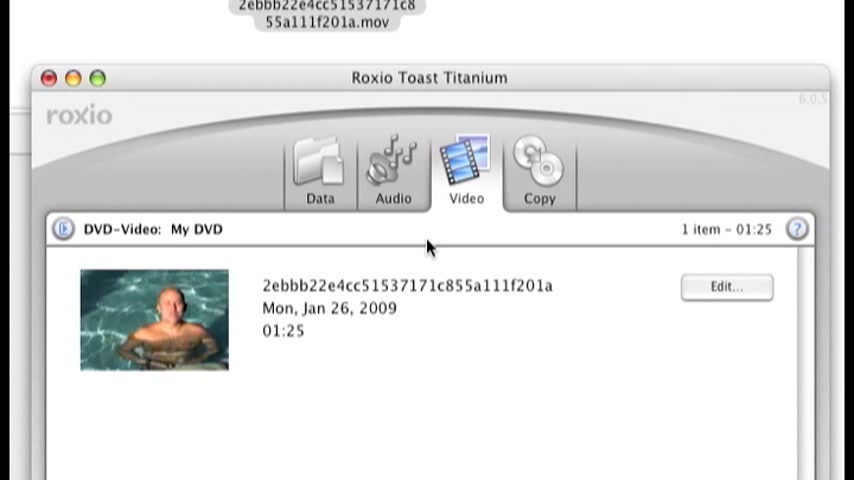 2ebbb22e4cc51537171c8
55a111f201a.mov
Roxio Toast Titanium
6.0.5
roxio
Data
Audio
Video
Copy
DVD-Video: My DVD
1 item - 01:25
?
2ebbb22e4cc51537171c855a111f201a
Edit...
Mon, Jan 26, 2009
01:25